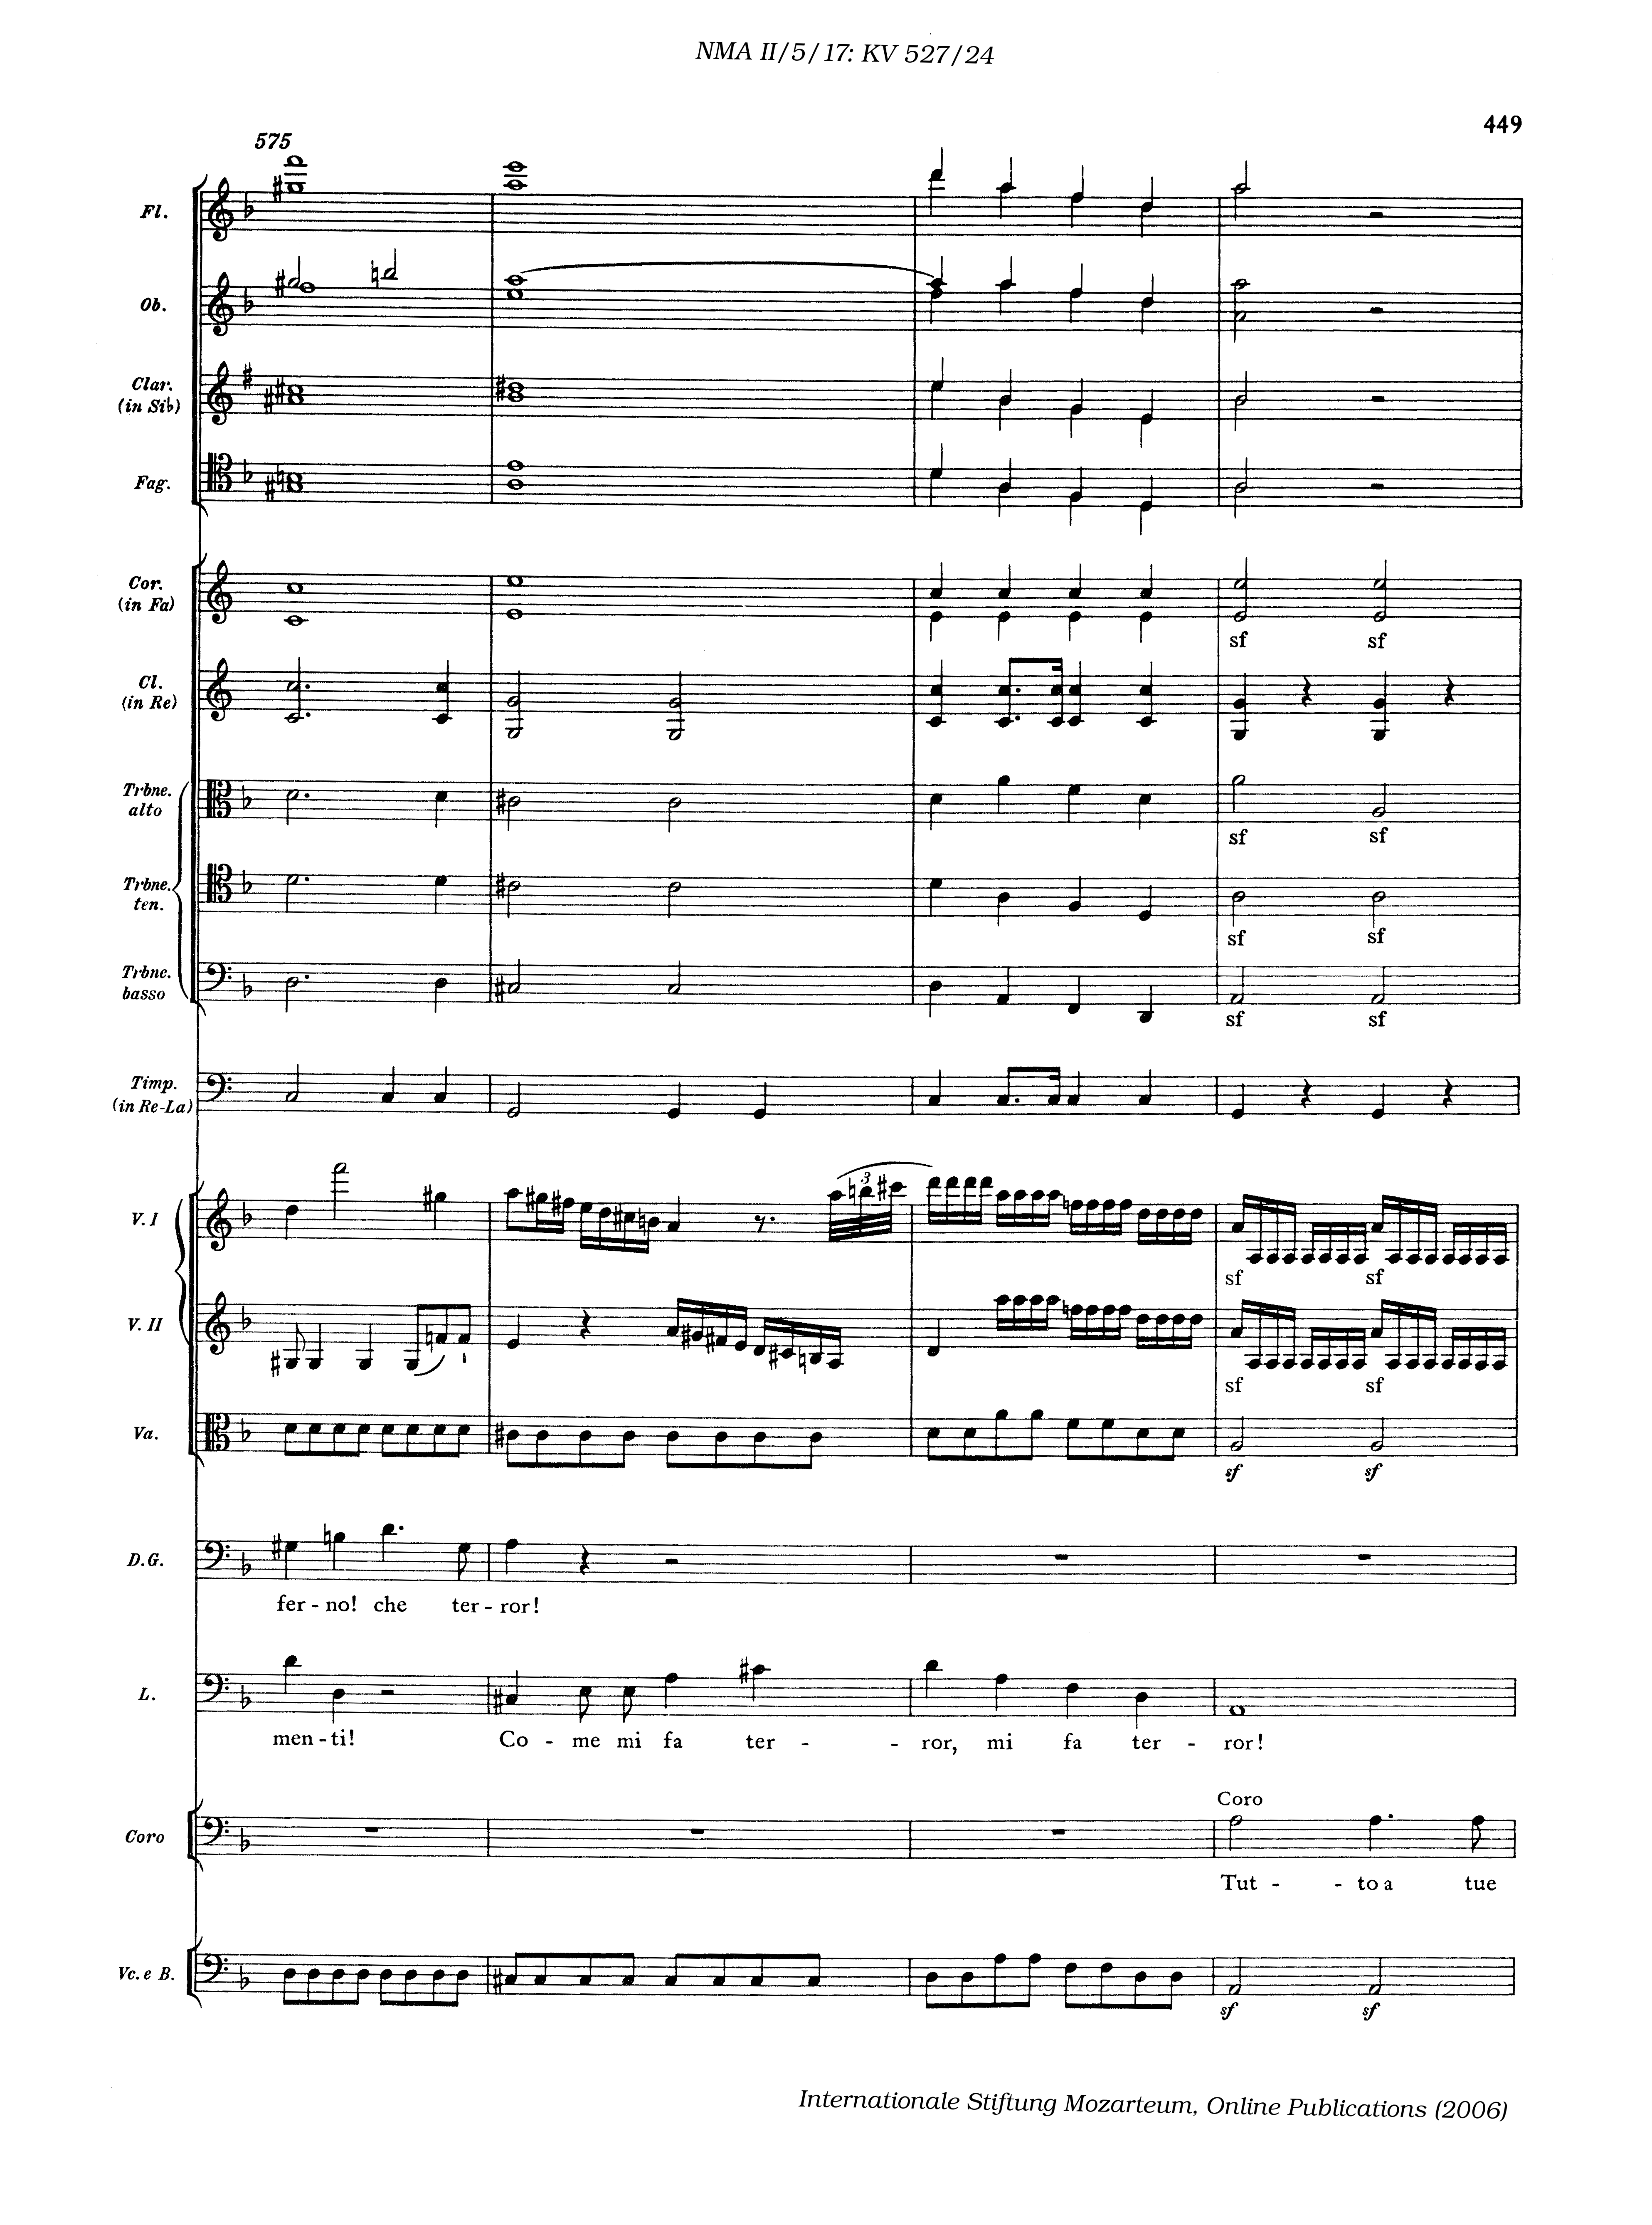 NMA II/5/17: KV 527/24
449
575
Fl.
Ob.
Clar.
(in Sib)
Fag.
Cor.
(in Fa)
sf sf
Cl.
(in Re)
Trbne.
alto
sf sf
Trbne.
ten.
sf sf
Trbne.
basso
sf sf
Timp.
(in Re-La)
3
V. I
sf sf
V. II
sf sf
Va.
sf sf
D.G.
fer - no! che ter - ror!
L.
men - ti! Co - me mi fa ter - - ror, mi fa ter - ror!
Coro
Coro
Tut - - to a tue
Vc. e B.
sf sf
Internationale Stiftung Mozarteum, Online Publications (2006)